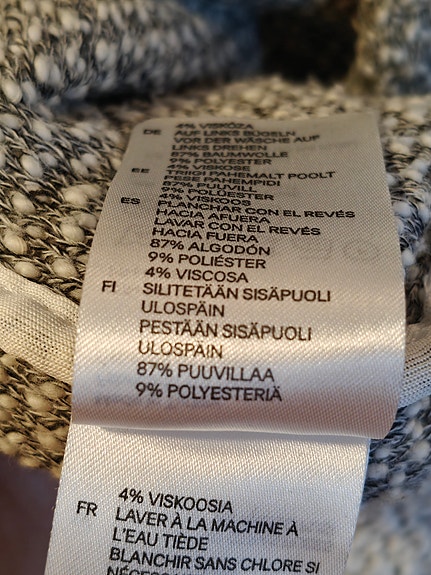 4% VISKÓZA
DE AUF LINKS BÜGELN
VOR DER WÄSCHE AUF
LINKS DREHEN
87% BAUMWOLLE
9% POLYESTER
4% VISKOSE
EE TRIIGI PAHEMALT POOLT
PESTA PAHEMPIDI
87% PUUVILL
9% POLÜESTER
4% VISKOOS
ES PLANCHAR CON EL REVÉS
HACIA AFUERA
LAVAR CON EL REVÉS
HACIA FUERA
87% ALGODÓN
9% POLIÉSTER
4% VISCOSA
FI SILITETÄÄN SISÄPUOLI
ULOSPÄIN
PESTÄÄN SISÄPUOLI
ULOSPÄIN
87% PUUVILLAA
9% POLYESTERIÄ
4% VISKOOSIA
FR LAVER À LA MACHINE À
L'EAU TIÈDE
BLANCHIR SANS CHLORE SI